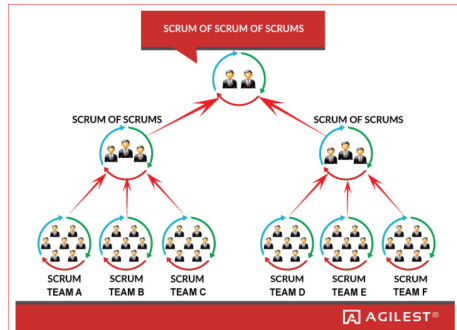 SCRUM OF SCRUM OF SCRUMS
SCRUM OF SCRUMS
SCRUM OF SCRUMS
SCRUM
TEAM A
SCRUM
TEAM B
SCRUM
TEAM C
SCRUM
TEAM D
SCRUM
TEAM E
SCRUM
TEAM F
AGILEST®